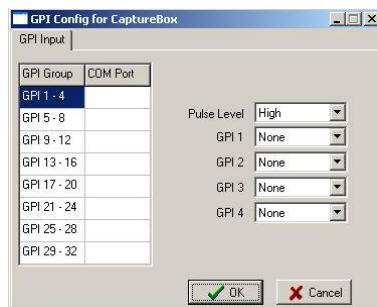 GPI Config for CaptureBox
GPI Input
GPI Group COM Port
GPI 1 - 4
GPI 5 - 8
GPI 9 - 12
GPI 13 - 16
GPI 17 - 20
GPI 21 - 24
GPI 25 - 28
GPI 29 - 32
Pulse Level High
GPI 1 None
GPI 2 None
GPI 3 None
GPI 4 None
OK Cancel